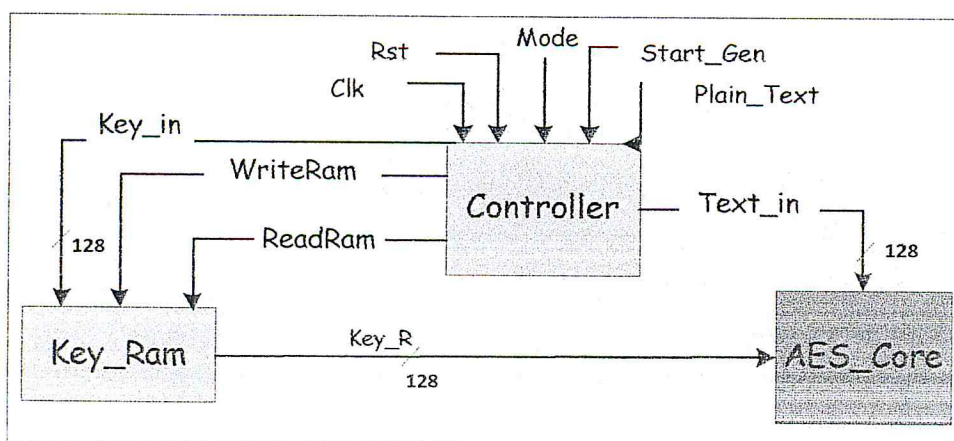 Mode
Rst
Start_Gen
Clk
Plain_Text
Key_in
WriteRam
Controller
Text_in
ReadRam
128
128
Key_Ram
Key_R
AES_Core
128